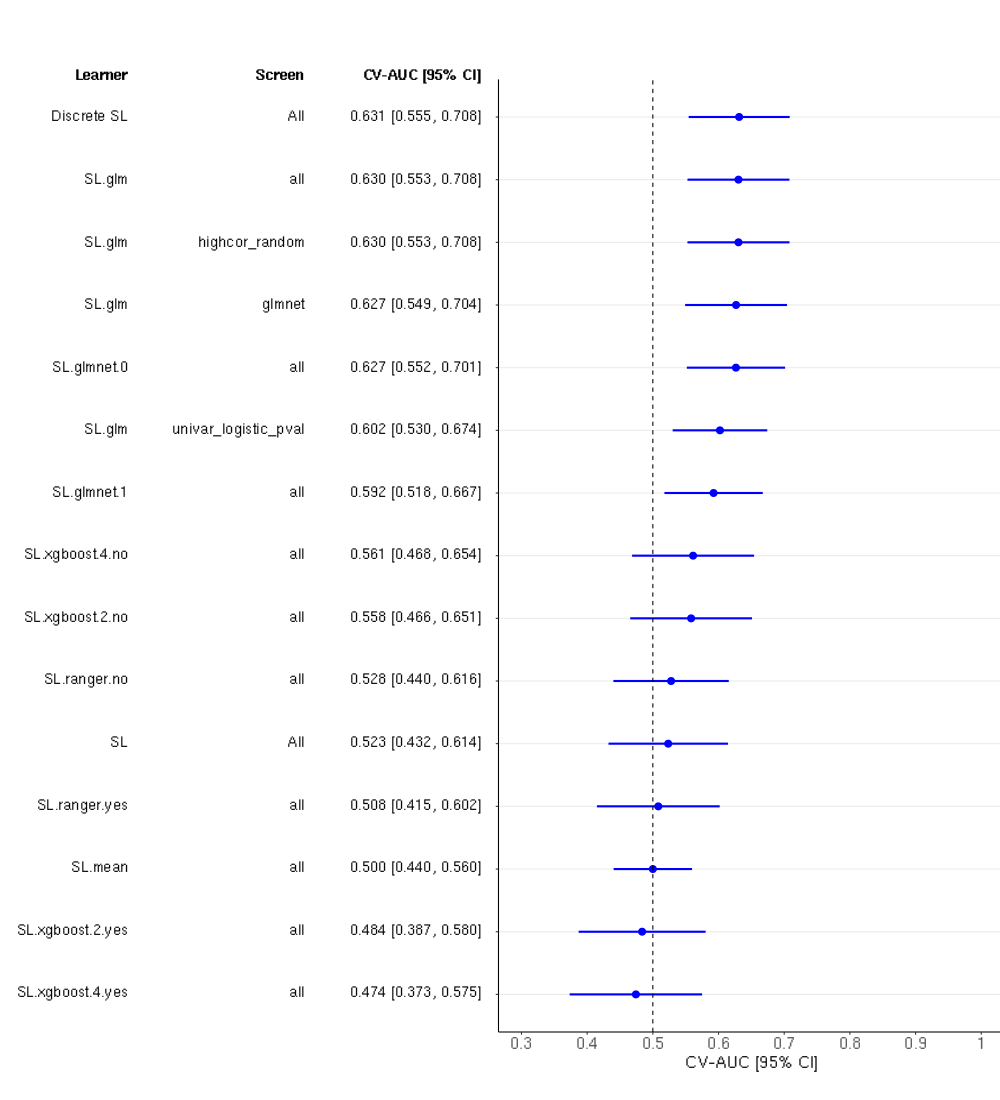 Learner Screen CV-AUC [95% CI]
Discrete SL All 0.631 [0.555, 0.708]
SL.glm all 0.630 [0.553, 0.708]
SL.glm highcor_random 0.630 [0.553, 0.708]
SL.glm glmnet 0.627 [0.549, 0.704]
SL.glmnet.0 all 0.627 [0.552, 0.701]
SL.glm univar_logistic_pval 0.602 [0.530, 0.674]
SL.glmnet.1 all 0.592 [0.518, 0.667]
SL.xgboost.4.no all 0.561 [0.468, 0.654]
SL.xgboost.2.no all 0.558 [0.466, 0.651]
SL.ranger.no all 0.528 [0.440, 0.616]
SL All 0.523 [0.432, 0.614]
SL.ranger.yes all 0.508 [0.415, 0.602]
SL.mean all 0.500 [0.440, 0.560]
SL.xgboost.2.yes all 0.484 [0.387, 0.580]
SL.xgboost.4.yes all 0.474 [0.373, 0.575]
0.3 0.4 0.5 0.6 0.7 0.8 0.9 1
CV-AUC [95% CI]